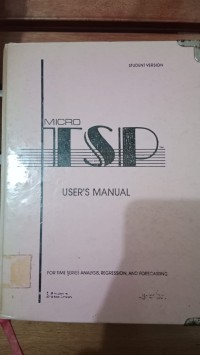 STUDENT VERSION
MICRO
TSP
USER'S MANUAL
FOR TIME SERIES ANALYSIS, REGRESSION, AND FORECASTING